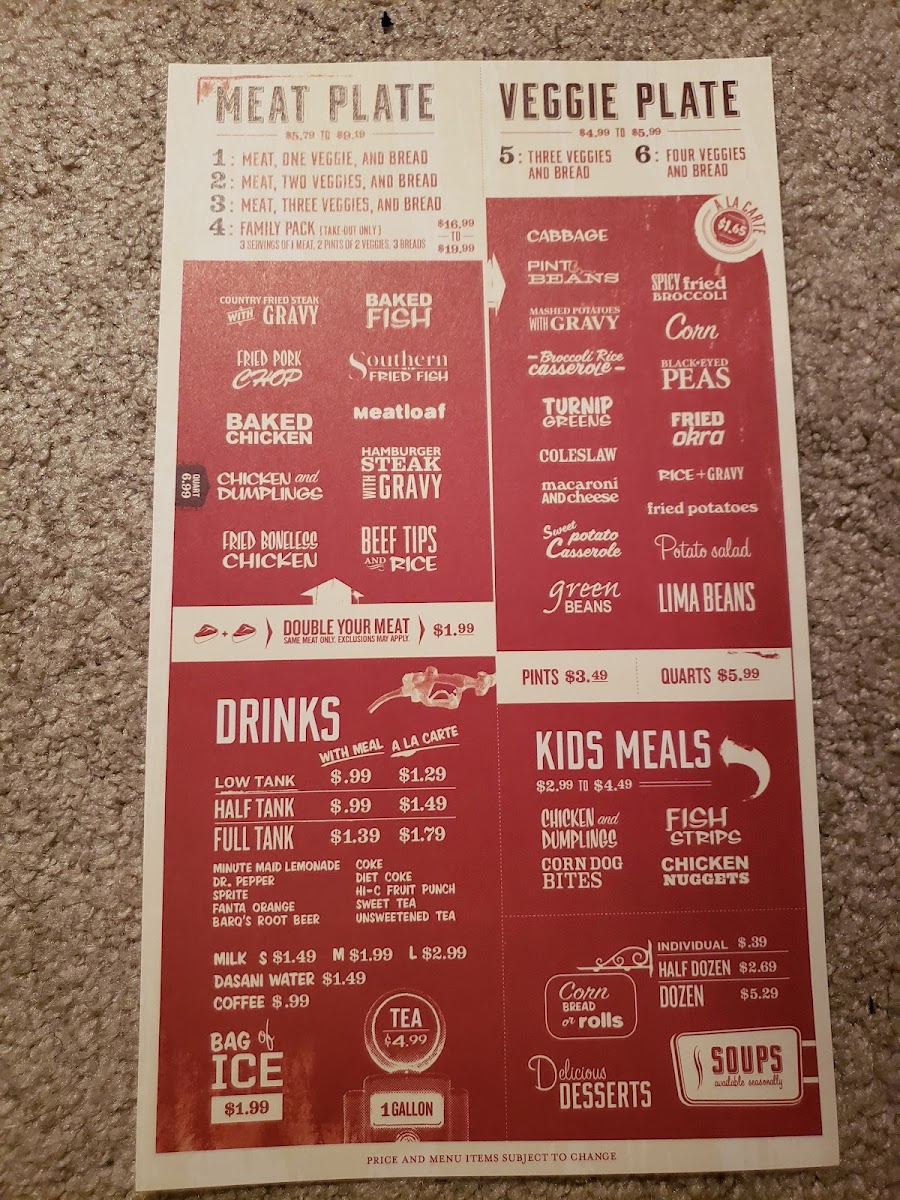 MEAT PLATE
$5.79 TO $9.19
1: MEAT, ONE VEGGIE, AND BREAD
2: MEAT, TWO VEGGIES, AND BREAD
3: MEAT, THREE VEGGIES, AND BREAD
4: FAMILY PACK (TAKE-OUT ONLY)
3 SERVINGS OF 1 MEAT, 2 PINTS OF 2 VEGGIES, 3 BREADS
$16.99
TO
$19.99
COUNTRY FRIED STEAK
WITH GRAVY
FRIED PORK
CHOP
BAKED
CHICKEN
CHICKEN and
DUMPLINGS
QUART
6.99
FRIED BONELESS
CHICKEN
BAKED
FISH
Southern
FRIED FISH
Meatloaf
HAMBURGER
STEAK
WITH GRAVY
BEEF TIPS
AND RICE
+
DOUBLE YOUR MEAT
SAME MEAT ONLY. EXCLUSIONS MAY APPLY.
$1.99
VEGGIE PLATE
$4.99 TO $5.99
5: THREE VEGGIES
AND BREAD
6: FOUR VEGGIES
AND BREAD
A LA CARTE
$1.65
CABBAGE
PINTO
BEANS
MASHED POTATOES
WITH GRAVY
Broccoli Rice
casserole
TURNIP
GREENS
COLESLAW
macaroni
AND cheese
Sweet potato
Casserole
green
BEANS
SPICY fried
BROCCOLI
Corn
BLACK-EYED
PEAS
FRIED
okra
RICE + GRAVY
fried potatoes
Potato salad
LIMA BEANS
PINTS $3.49
QUARTS $5.99
DRINKS
WITH MEAL A LA CARTE
LOW TANK $.99 $1.29
HALF TANK $.99 $1.49
FULL TANK $1.39 $1.79
MINUTE MAID LEMONADE
DR. PEPPER
SPRITE
FANTA ORANGE
BARQ'S ROOT BEER
COKE
DIET COKE
HI-C FRUIT PUNCH
SWEET TEA
UNSWEETENED TEA
MILK S $1.49 M $1.99 L $2.99
DASANI WATER $1.49
COFFEE $.99
BAG of
ICE
$1.99
TEA
$4.99
1 GALLON
KIDS MEALS
$2.99 TO $4.49
CHICKEN and
DUMPLINGS
CORN DOG
BITES
FISH
STRIPS
CHICKEN
NUGGETS
Corn
BREAD
or rolls
INDIVIDUAL $.39
HALF DOZEN $2.69
DOZEN $5.29
Delicious
DESSERTS
SOUPS
available seasonally
PRICE AND MENU ITEMS SUBJECT TO CHANGE